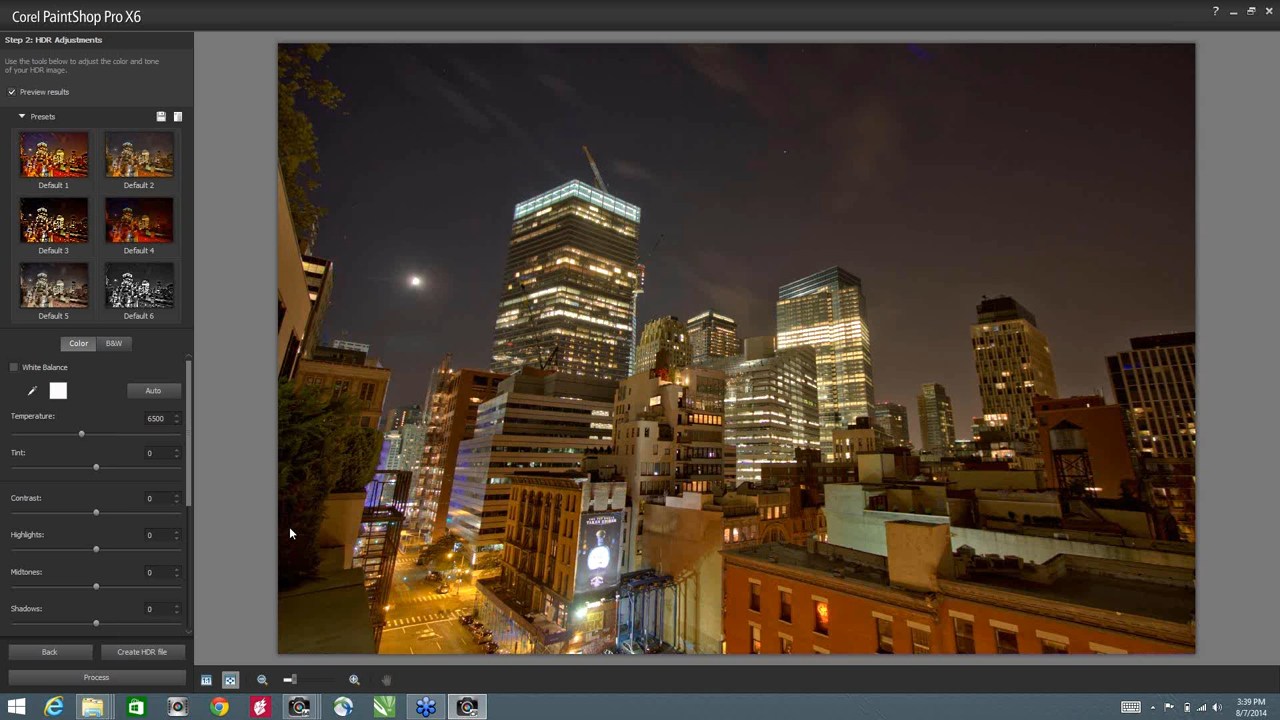 Corel PaintShop Pro X6
?
Step 2: HDR Adjustments
Use the tools below to adjust the color and tone
of your HDR image.
Preview results
Presets
Default 1
Default 2
Default 3
Default 4
Default 5
Default 6
Color
B&W
White Balance
Auto
Temperature:
6500
Tint:
0
Contrast:
0
Highlights:
0
Midtones:
0
Shadows:
0
Back
Create HDR file
Process
1:1
3:39 PM
8/7/2014